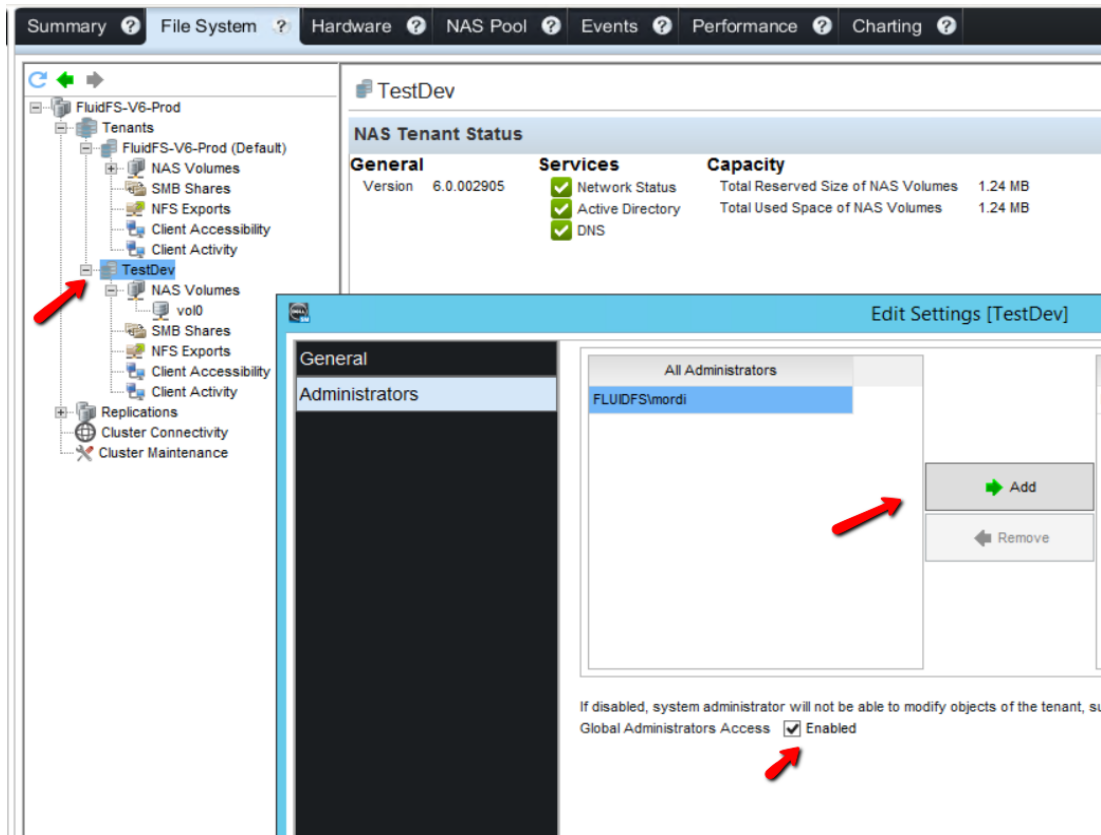 Summary ? File System ? Hardware ? NAS Pool ? Events ? Performance ? Charting ?
FluidFS-V6-Prod
Tenants
FluidFS-V6-Prod (Default)
NAS Volumes
SMB Shares
NFS Exports
Client Accessibility
Client Activity
TestDev
NAS Volumes
vol0
SMB Shares
NFS Exports
Client Accessibility
Client Activity
Replications
Cluster Connectivity
Cluster Maintenance
TestDev
NAS Tenant Status
General Services Capacity
Version 6.0.002905 Network Status Total Reserved Size of NAS Volumes 1.24 MB
Active Directory Total Used Space of NAS Volumes 1.24 MB
DNS
Edit Settings [TestDev]
General
Administrators
All Administrators
FLUIDFS\mordi
Add
Remove
If disabled, system administrator will not be able to modify objects of the tenant, su
Global Administrators Access Enabled